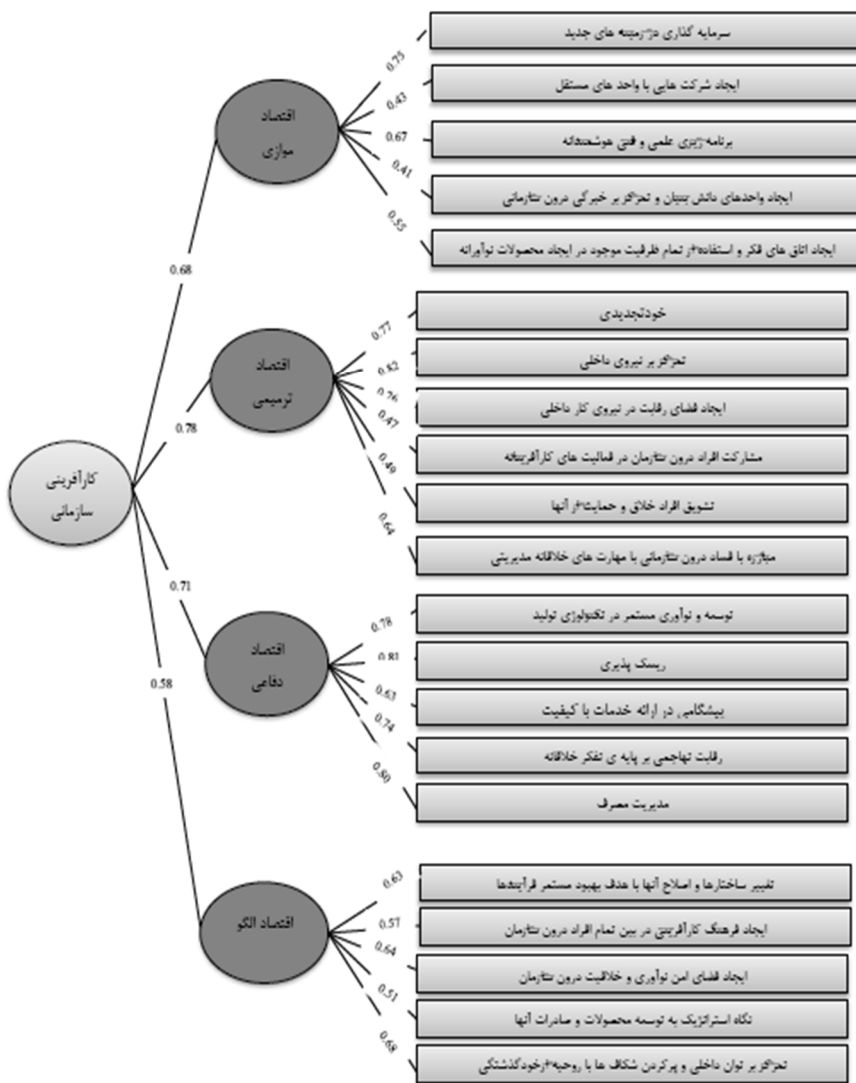 سرمایه گذاری در زمینه های جدید
0.75
ایجاد شرکت هایی با واحد های مستقل
0.43
برنامه ریزی علمی و فنی هوشمندانه
0.67
ایجاد واحدهای دانش بنیان و تمرکز بر خبرگی درون سازمانی
0.41
ایجاد اتاق های فکر و استفاده از تمام ظرفیت موجود در ایجاد محصولات نوآورانه
0.55
اقتصاد
موازی
0.68
خودتجدیدی
0.77
تمرکز بر نیروی داخلی
0.82
ایجاد فضای رقابت در نیروی کار داخلی
0.76
مشارکت افراد درون سازمان در فعالیت های کارآفرینانه
0.47
تشویق افراد خلاق و حمایت از آنها
0.49
مبارزه با فساد درون سازمانی با مهارت های خلاقانه مدیریتی
0.64
اقتصاد
ترمیمی
0.78
کارآفرینی
سازمانی
توسعه و نوآوری مستمر در تکنولوژی تولید
0.78
ریسک پذیری
0.81
پیشگامی در ارائه خدمات با کیفیت
0.63
رقابت تهاجمی بر پایه ی تفکر خلاقانه
0.74
مدیریت مصرف
0.80
اقتصاد
دفاعی
0.71
تغییر ساختارها و اصلاح آنها با هدف بهبود مستمر فرآیندها
0.63
ایجاد فرهنگ کارآفرینی در بین تمام افراد درون سازمان
0.57
ایجاد فضای امن نوآوری و خلاقیت درون سازمان
0.64
نگاه استراتژیک به توسعه محصولات و صادرات آنها
0.51
تمرکز بر توان داخلی و پرکردن شکاف ها با روحیه ازخودگذشتگی
0.68
اقتصاد الگو
0.58